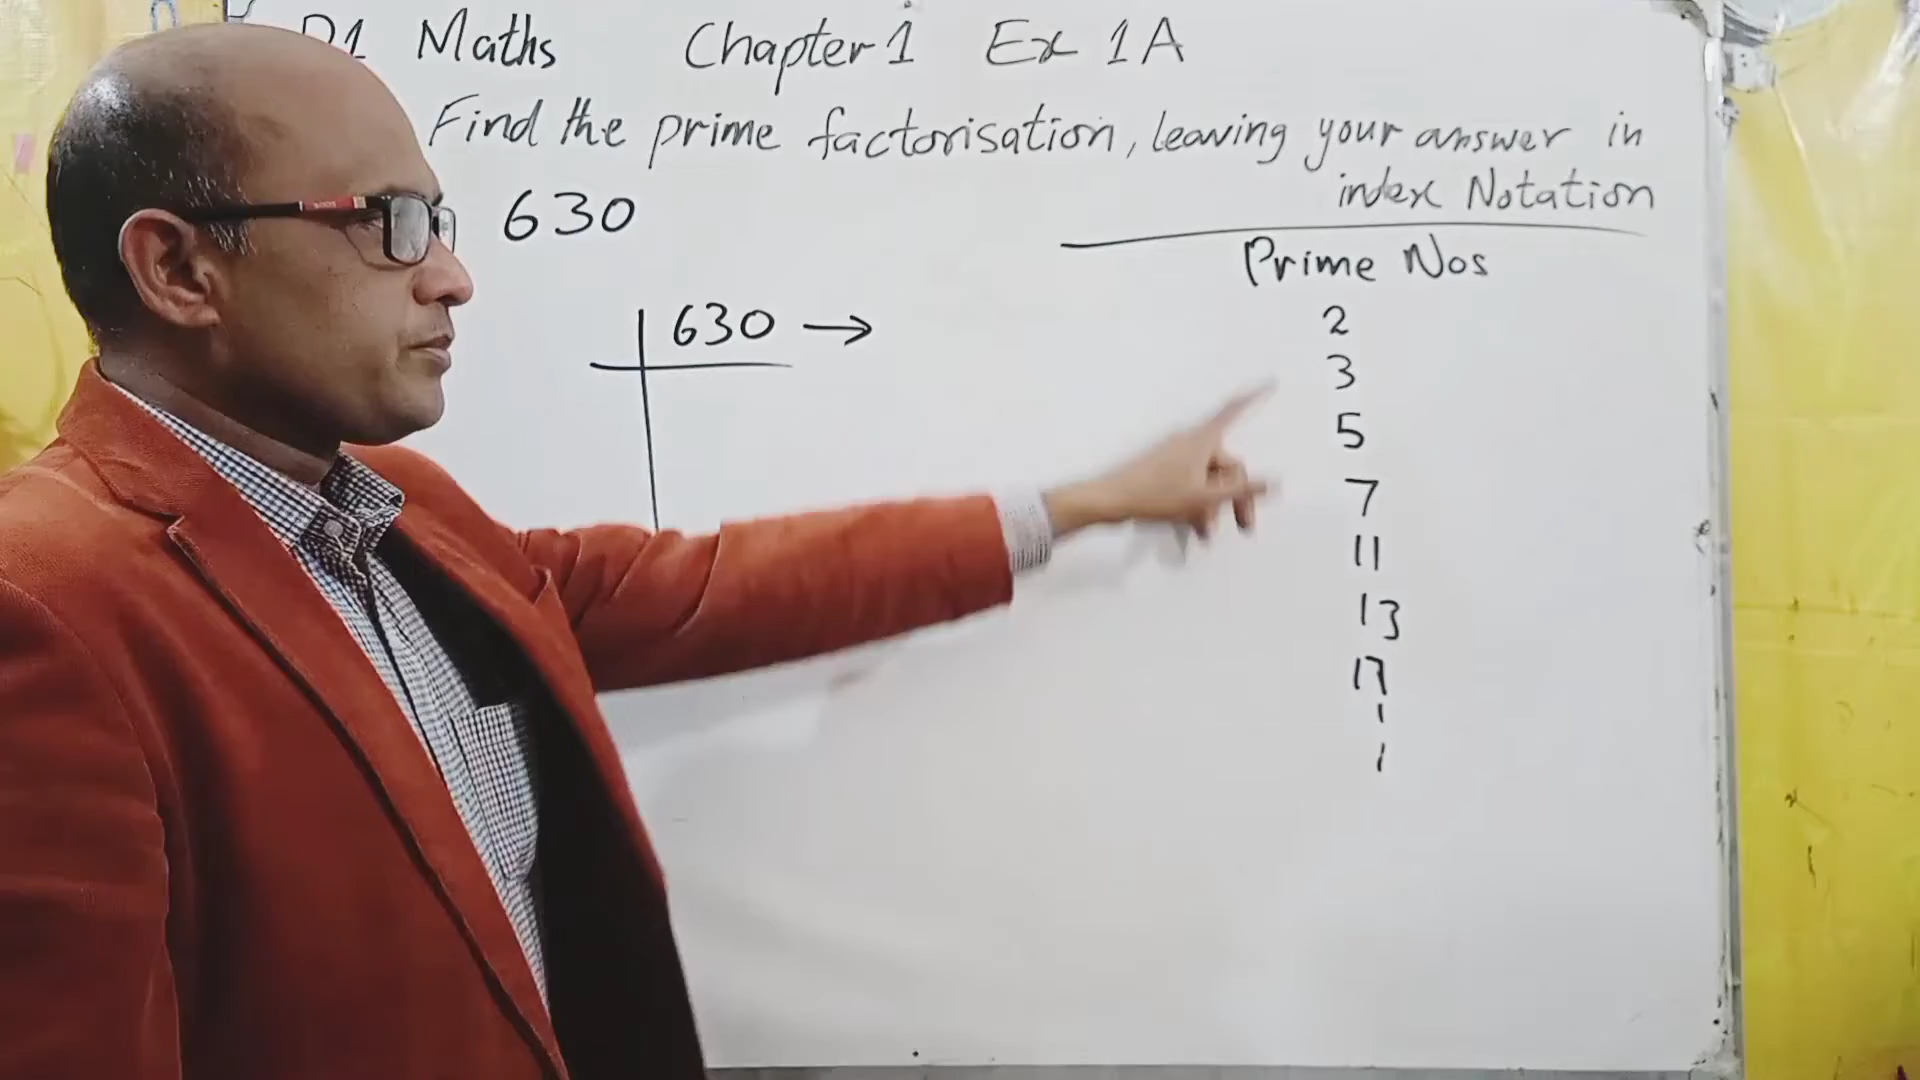 D1 Maths Chapter 1 Ex 1A
Find the prime factorisation, leaving your answer in
index Notation
630
Prime Nos
630 →
2
3
5
7
11
13
17